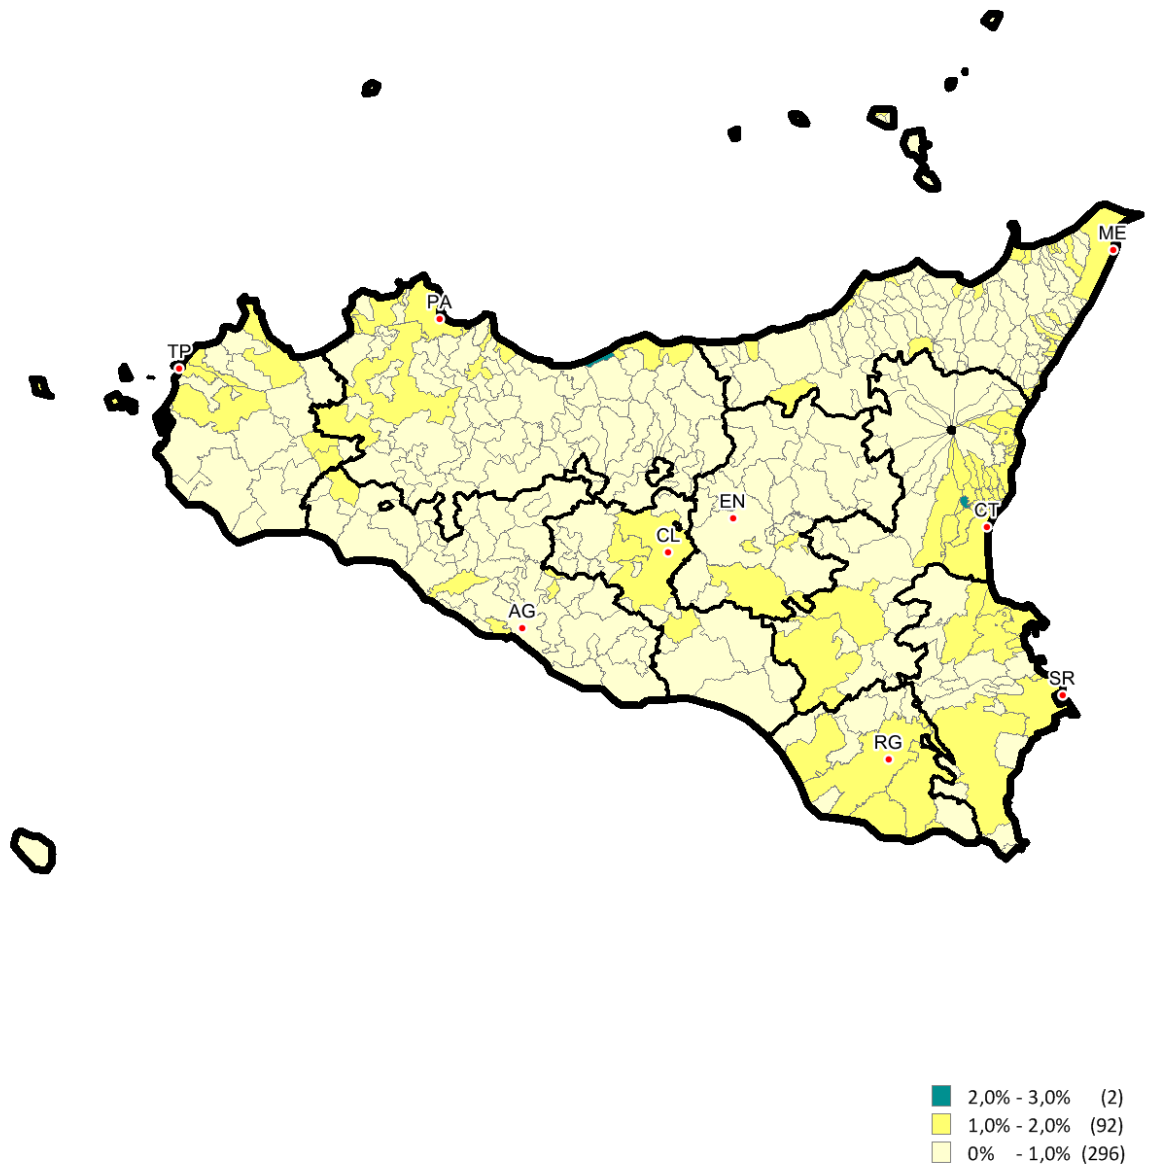 ME
PA
TP
EN
CT
CL
AG
SR
RG
2,0% - 3,0% (2)
1,0% - 2,0% (92)
0% - 1,0% (296)